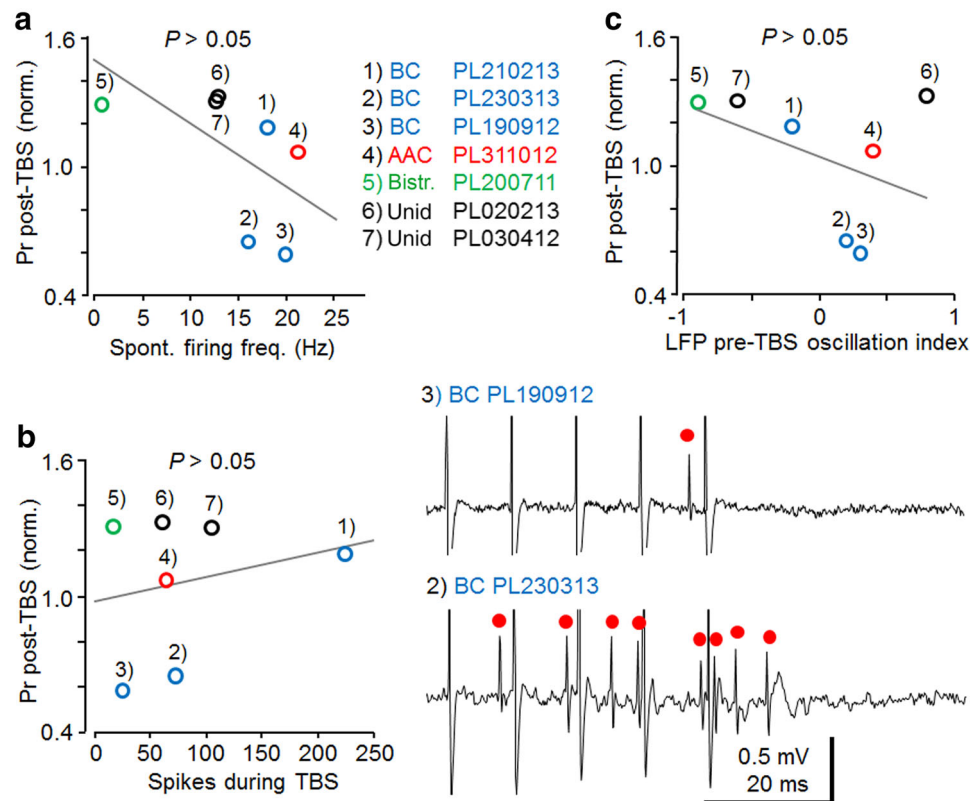 a
P > 0.05
Pr post-TBS (norm.)
1.6
1.0
0.4
5)
6)
7)
1)
4)
2)
3)
0 5 10 15 20 25
Spont. firing freq. (Hz)
1) BC PL210213
2) BC PL230313
3) BC PL190912
4) AAC PL311012
5) Bistr. PL200711
6) Unid PL020213
7) Unid PL030412
c
P > 0.05
Pr post-TBS (norm.)
1.6
1.0
0.4
5)
7)
6)
1)
4)
2)
3)
-1 0 1
LFP pre-TBS oscillation index
b
P > 0.05
Pr post-TBS (norm.)
1.6
1.0
0.4
5)
6)
7)
1)
4)
3)
2)
0 50 100 150 200 250
Spikes during TBS
3) BC PL190912
2) BC PL230313
0.5 mV
20 ms